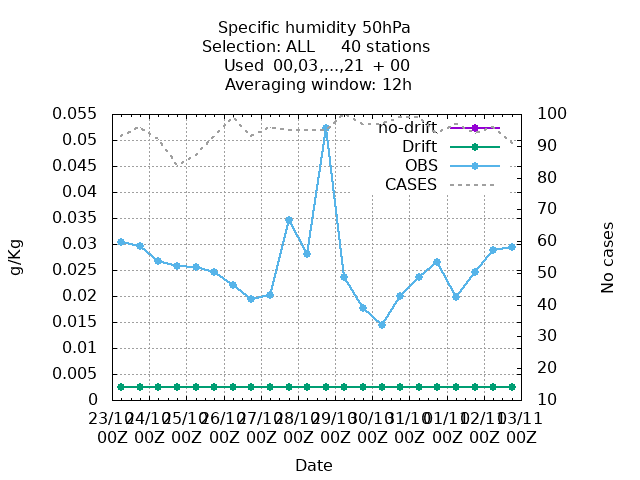 Specific humidity 50hPa
Selection: ALL 40 stations
Used 00,03,...,21 + 00
Averaging window: 12h
no-drift
Drift
OBS
CASES
0.055
0.05
0.045
0.04
0.035
0.03
0.025
0.02
0.015
0.01
0.005
0
100
90
80
70
60
50
40
30
20
10
g/Kg
No cases
23/10 24/10 25/10 26/10 27/10 28/10 29/10 30/10 31/10 01/11 02/11 03/11
00Z 00Z 00Z 00Z 00Z 00Z 00Z 00Z 00Z 00Z 00Z 00Z
Date